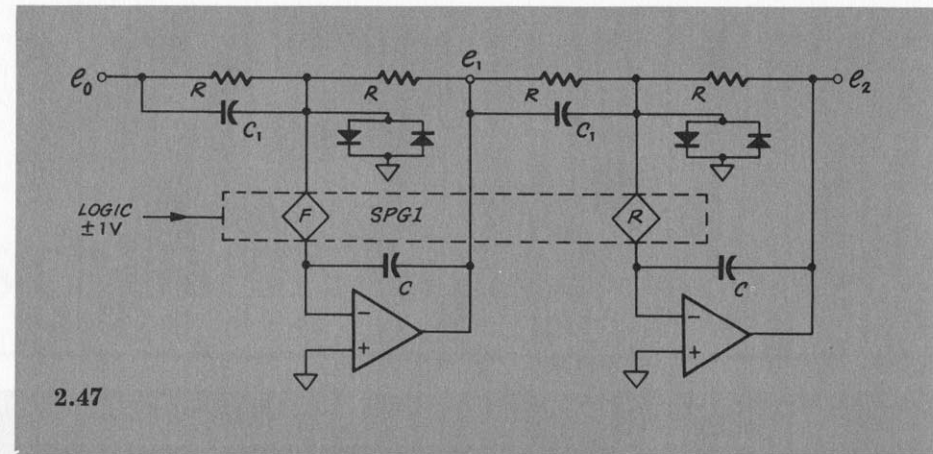 e₀ R R e₁ R R e₂
C₁ C₁
LOGIC
±1V
F SPG1 R
C C
− −
+ +
2.47